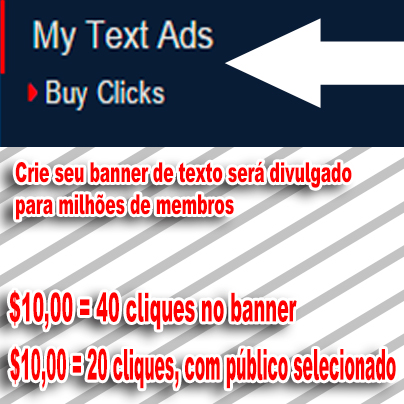 My Text Ads
Buy Clicks
Crie seu banner de texto será divulgado
para milhões de membros
$10,00 = 40 cliques no banner
$10,00 = 20 cliques, com público selecionado